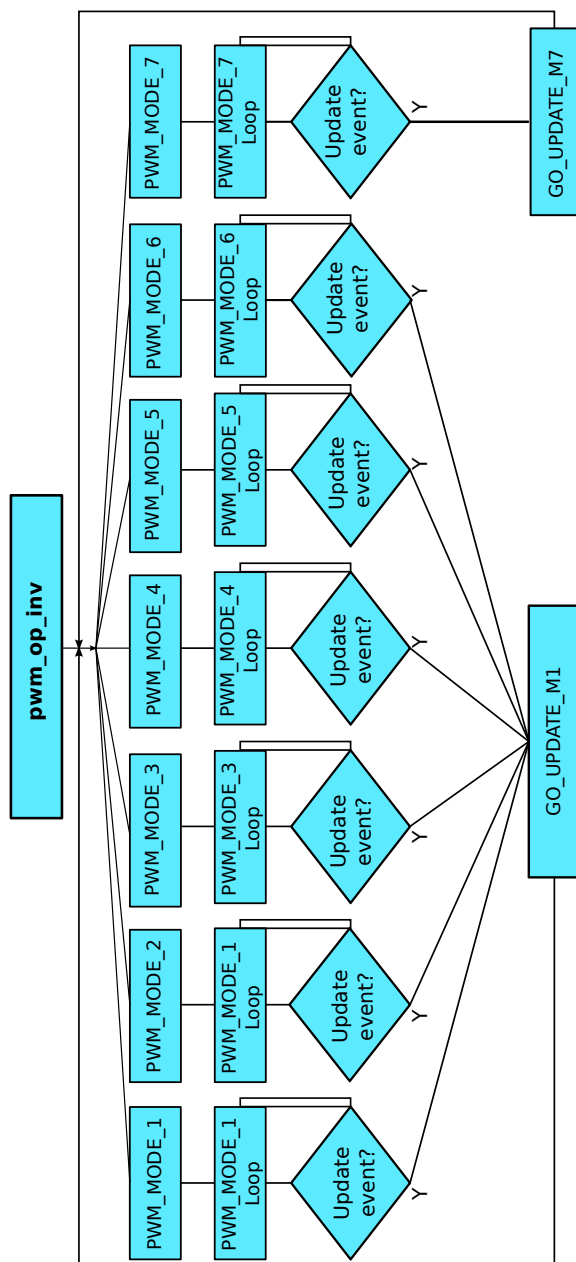 pwm_op_inv
PWM_MODE_1
PWM_MODE_2
PWM_MODE_3
PWM_MODE_4
PWM_MODE_5
PWM_MODE_6
PWM_MODE_7
PWM_MODE_1
Loop
PWM_MODE_1
Loop
PWM_MODE_3
Loop
PWM_MODE_4
Loop
PWM_MODE_5
Loop
PWM_MODE_6
Loop
PWM_MODE_7
Loop
Update
event?
Update
event?
Update
event?
Update
event?
Update
event?
Update
event?
Update
event?
Y
Y
Y
Y
Y
Y
Y
GO_UPDATE_M1
GO_UPDATE_M7